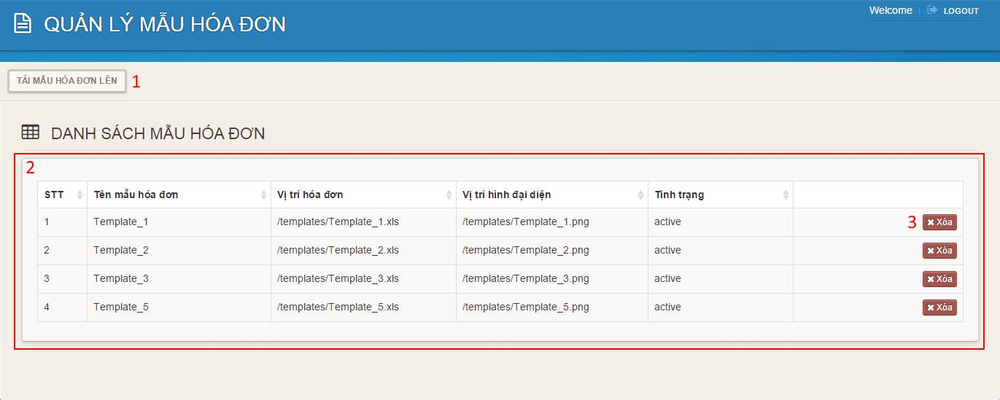 QUẢN LÝ MẪU HÓA ĐƠN
Welcome LOGOUT
TẢI MẪU HÓA ĐƠN LÊN 1
DANH SÁCH MẪU HÓA ĐƠN
2
STT Tên mẫu hóa đơn Vị trí hóa đơn Vị trí hình đại diện Tình trạng
1 Template_1 /templates/Template_1.xls /templates/Template_1.png active 3 Xóa
2 Template_2 /templates/Template_2.xls /templates/Template_2.png active Xóa
3 Template_3 /templates/Template_3.xls /templates/Template_3.png active Xóa
4 Template_5 /templates/Template_5.xls /templates/Template_5.png active Xóa